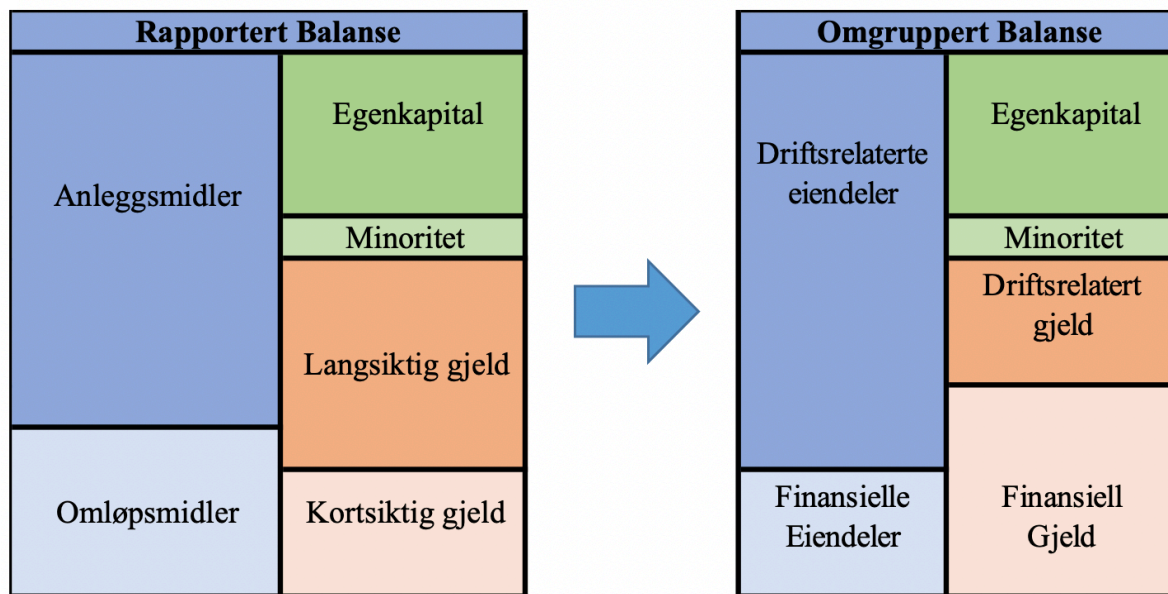 Rapportert Balanse
Anleggsmidler
Omløpsmidler
Egenkapital
Minoritet
Langsiktig gjeld
Kortsiktig gjeld
Omgruppert Balanse
Driftsrelaterte
eiendeler
Finansielle
Eiendeler
Egenkapital
Minoritet
Driftsrelatert
gjeld
Finansiell
Gjeld